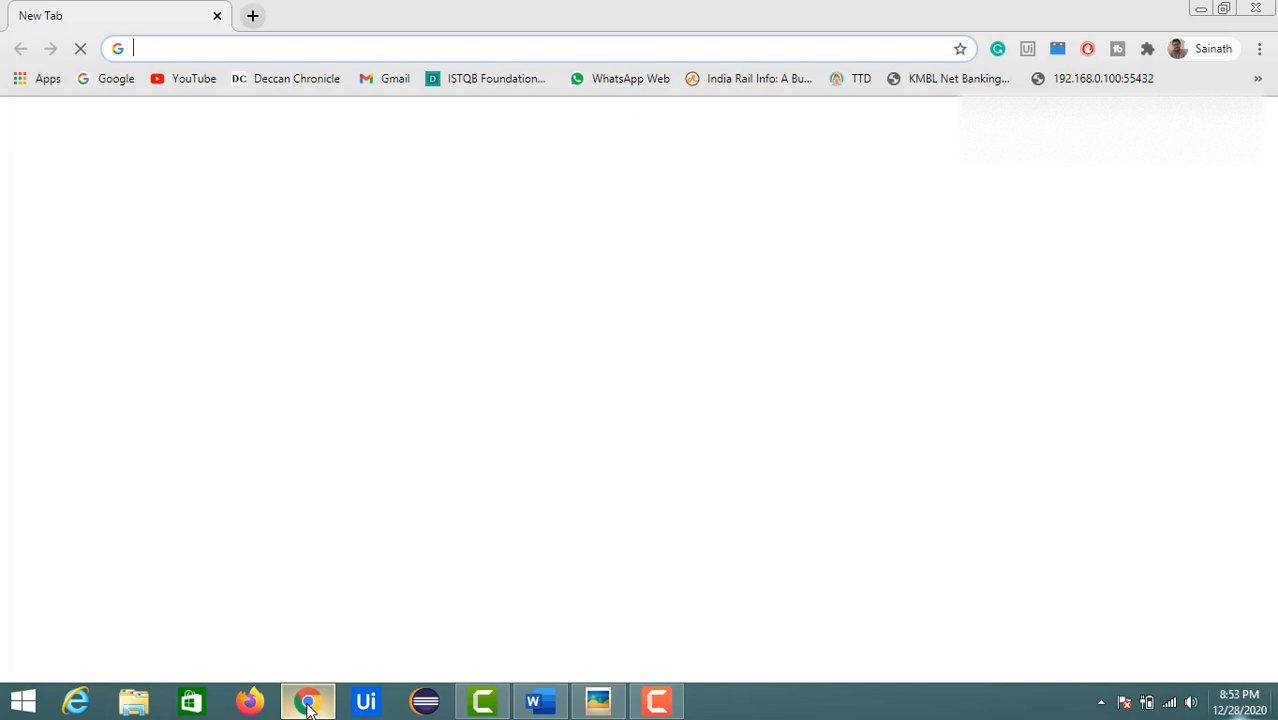 New Tab
Sainath
Apps Google YouTube DC Deccan Chronicle Gmail ISTQB Foundation... WhatsApp Web India Rail Info: A Bu... TTD KMBL Net Banking... 192.168.0.100:55432 »
Ui W
8:53 PM
12/28/2020